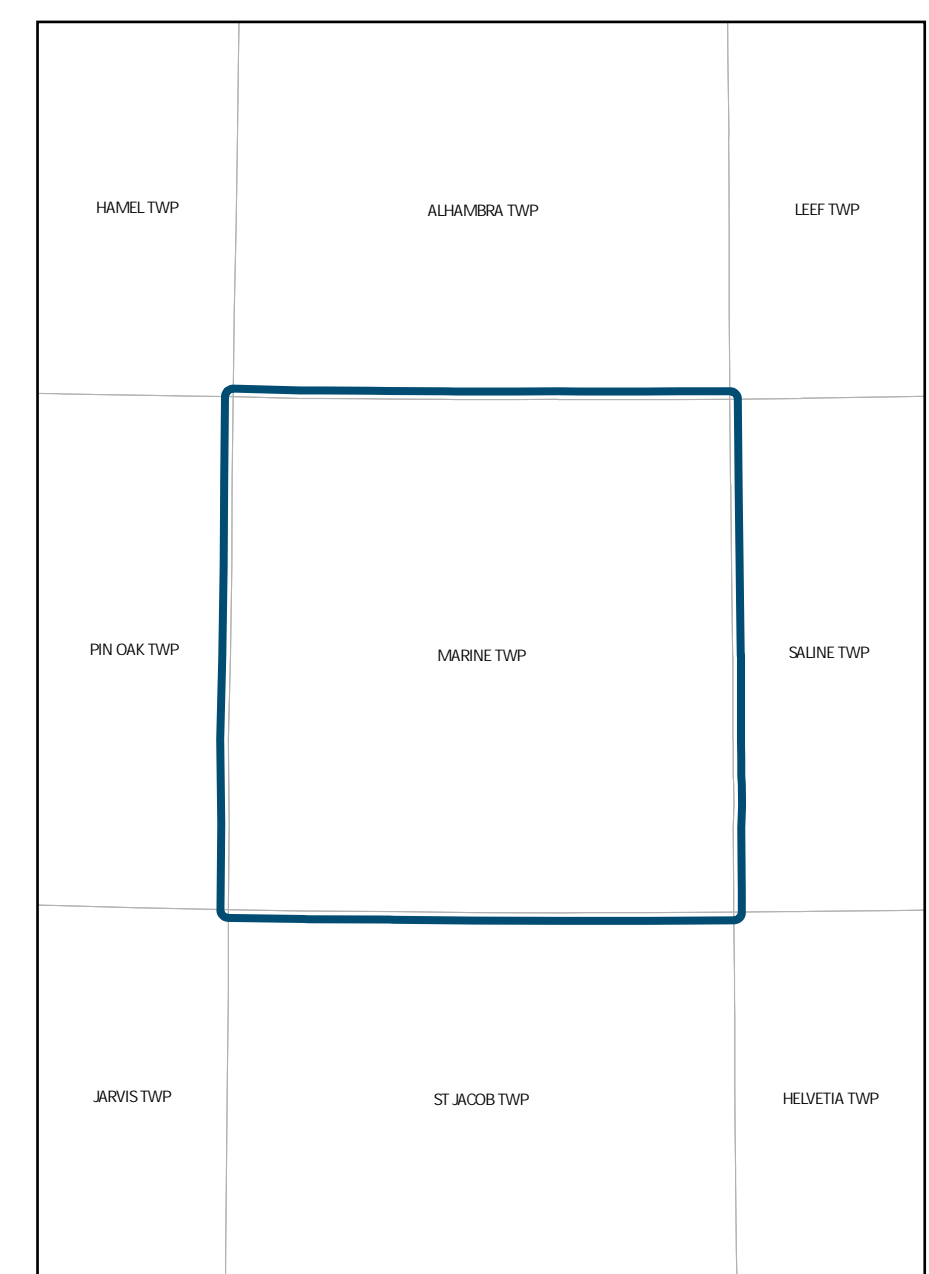 HAMEL TWP
ALHAMBRA TWP
LEEF TWP
PIN OAK TWP
MARINE TWP
SALINE TWP
JARVIS TWP
ST JACOB TWP
HELVETIA TWP